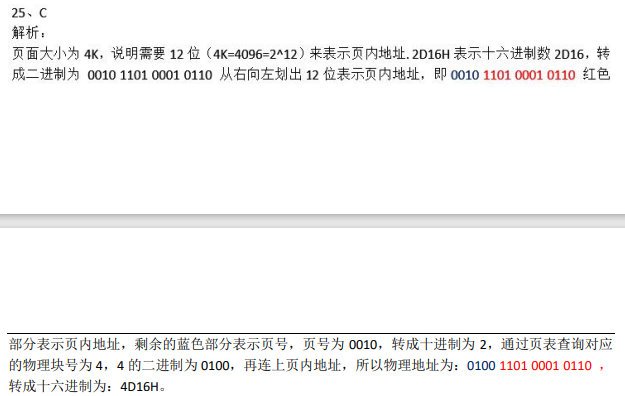 25、C
解析：
页面大小为 4K，说明需要 12 位（4K=4096=2^12）来表示页内地址. 2D16H 表示十六进制数 2D16，转
成二进制为 0010 1101 0001 0110 从右向左划出 12 位表示页内地址，即 0010 1101 0001 0110 红色
部分表示页内地址，剩余的蓝色部分表示页号，页号为 0010，转成十进制为 2，通过页表查询对应
的物理块号为 4，4 的二进制为 0100，再连上页内地址，所以物理地址为：0100 1101 0001 0110 ，
转成十六进制为：4D16H。